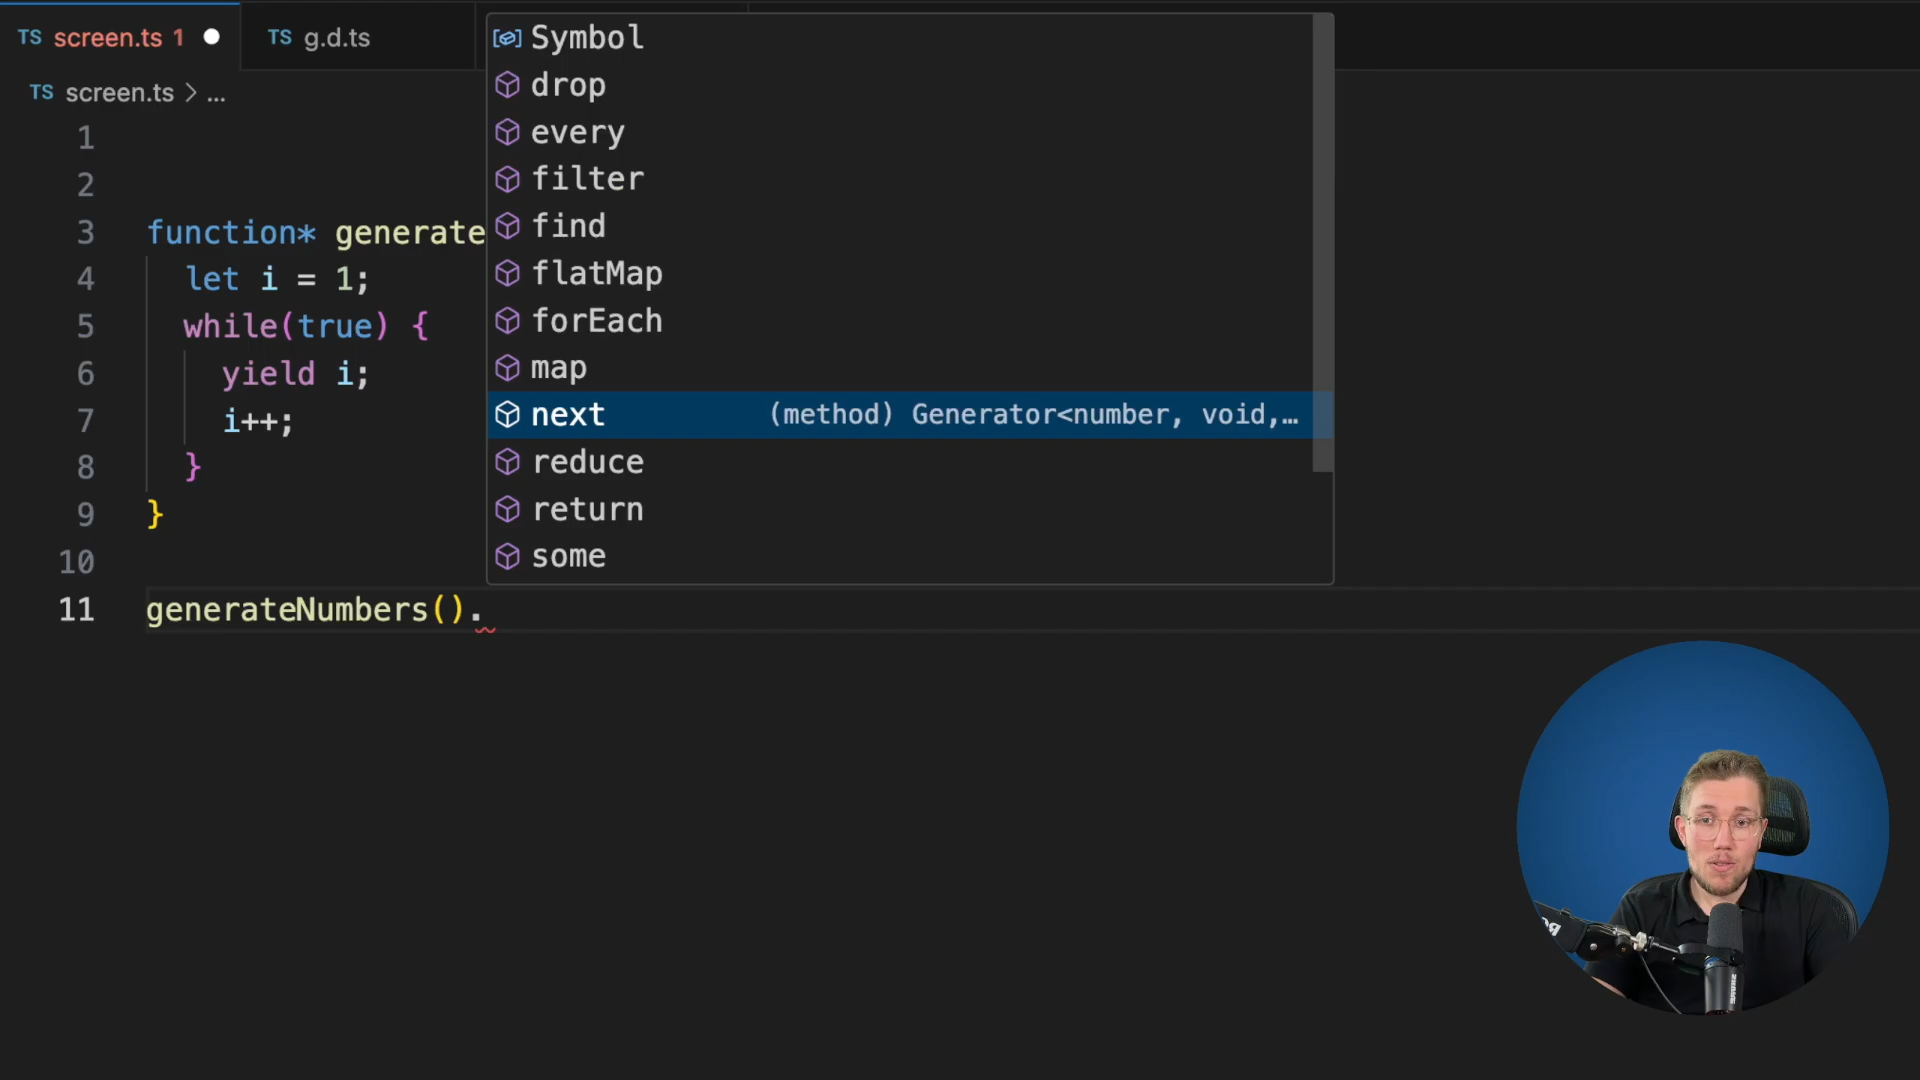 TS screen.ts 1
TS g.d.ts
TS screen.ts > ...
1
2
3 function* generate
4 let i = 1;
5 while(true) {
6 yield i;
7 i++;
8 }
9 }
10
11 generateNumbers().
Symbol
drop
every
filter
find
flatMap
forEach
map
next (method) Generator<number, void,…
reduce
return
some